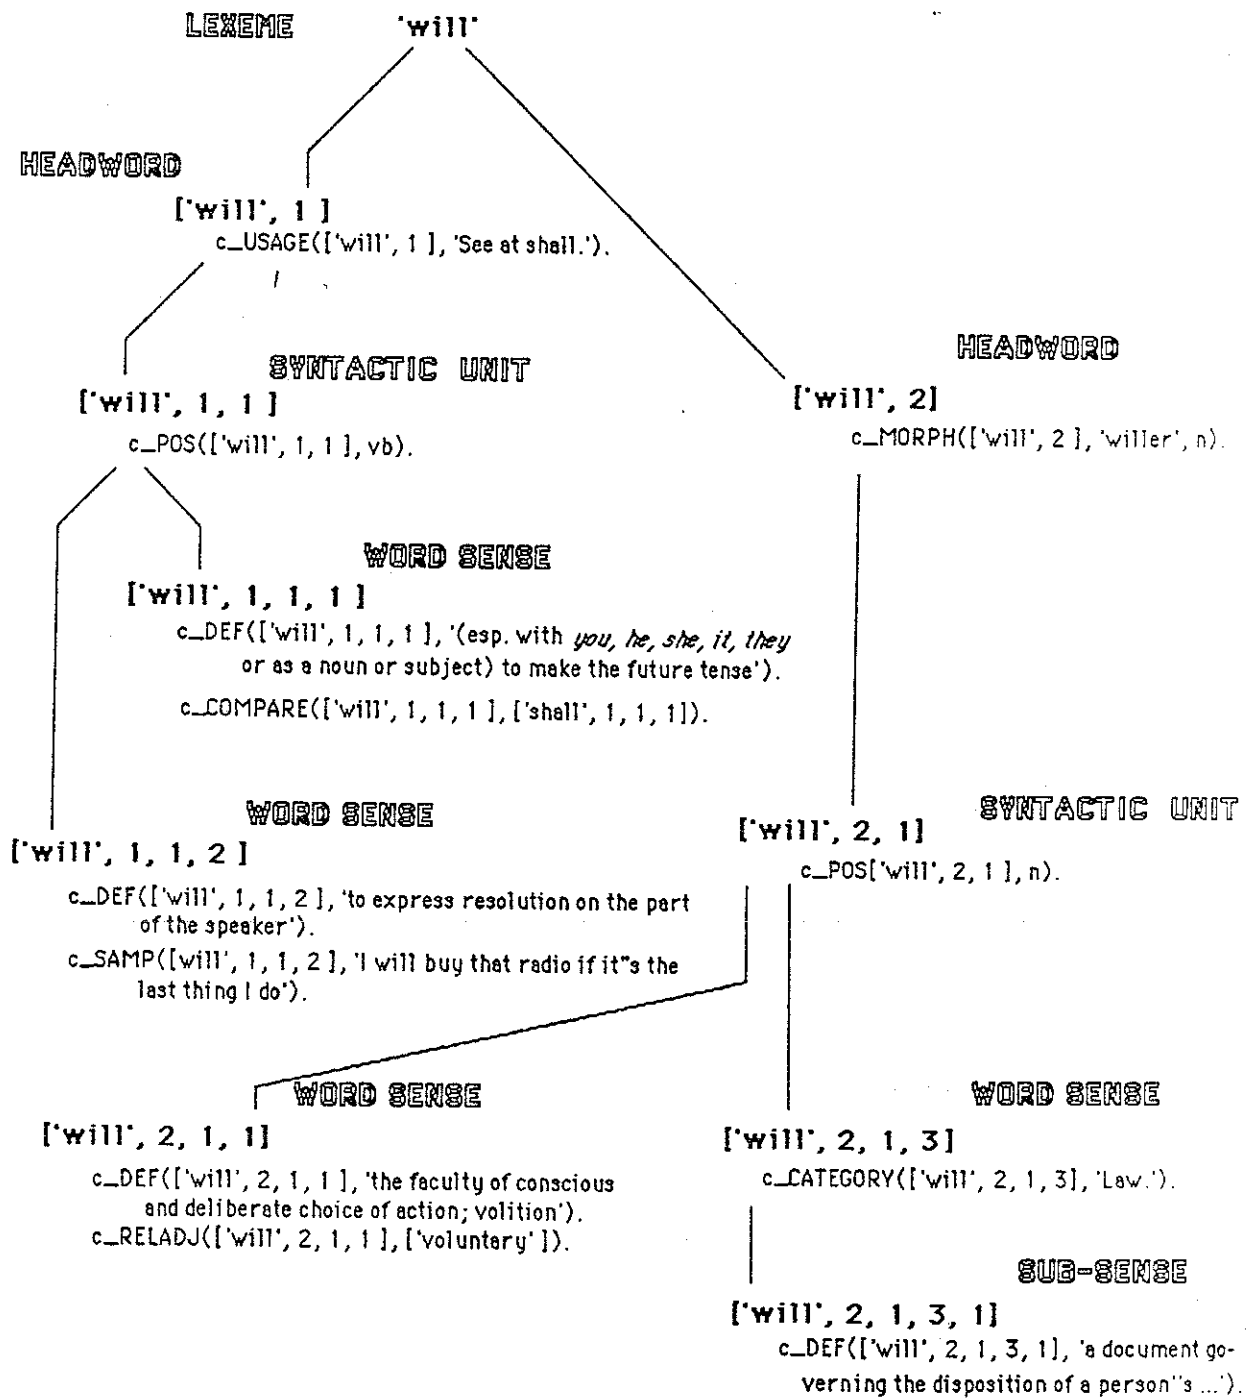 LEXEME 'will'
HEADWORD
['will', 1 ]
c_USAGE(['will', 1 ], 'See at shall.').
HEADWORD
SYNTACTIC UNIT
['will', 1, 1 ]
['will', 2]
c_POS(['will', 1, 1 ], vb).
c_MORPH(['will', 2 ], 'willer', n).
WORD SENSE
['will', 1, 1, 1 ]
c_DEF(['will', 1, 1, 1 ], '(esp. with you, he, she, it, they
or as a noun or subject) to make the future tense').
c_COMPARE(['will', 1, 1, 1 ], ['shall', 1, 1, 1]).
WORD SENSE
['will', 1, 1, 2 ]
c_DEF(['will', 1, 1, 2 ], 'to express resolution on the part
of the speaker').
c_SAMP([will', 1, 1, 2 ], 'I will buy that radio if it"s the
last thing I do').
SYNTACTIC UNIT
['will', 2, 1]
c_POS['will', 2, 1 ], n).
WORD SENSE
['will', 2, 1, 1]
c_DEF(['will', 2, 1, 1 ], 'the faculty of conscious
and deliberate choice of action; volition').
c_RELADJ(['will', 2, 1, 1 ], ['voluntary' ]).
WORD SENSE
['will', 2, 1, 3]
c_CATEGORY(['will', 2, 1, 3], 'Law.').
SUB-SENSE
['will', 2, 1, 3, 1]
c_DEF(['will', 2, 1, 3, 1], 'a document go-
verning the disposition of a person''s ...').